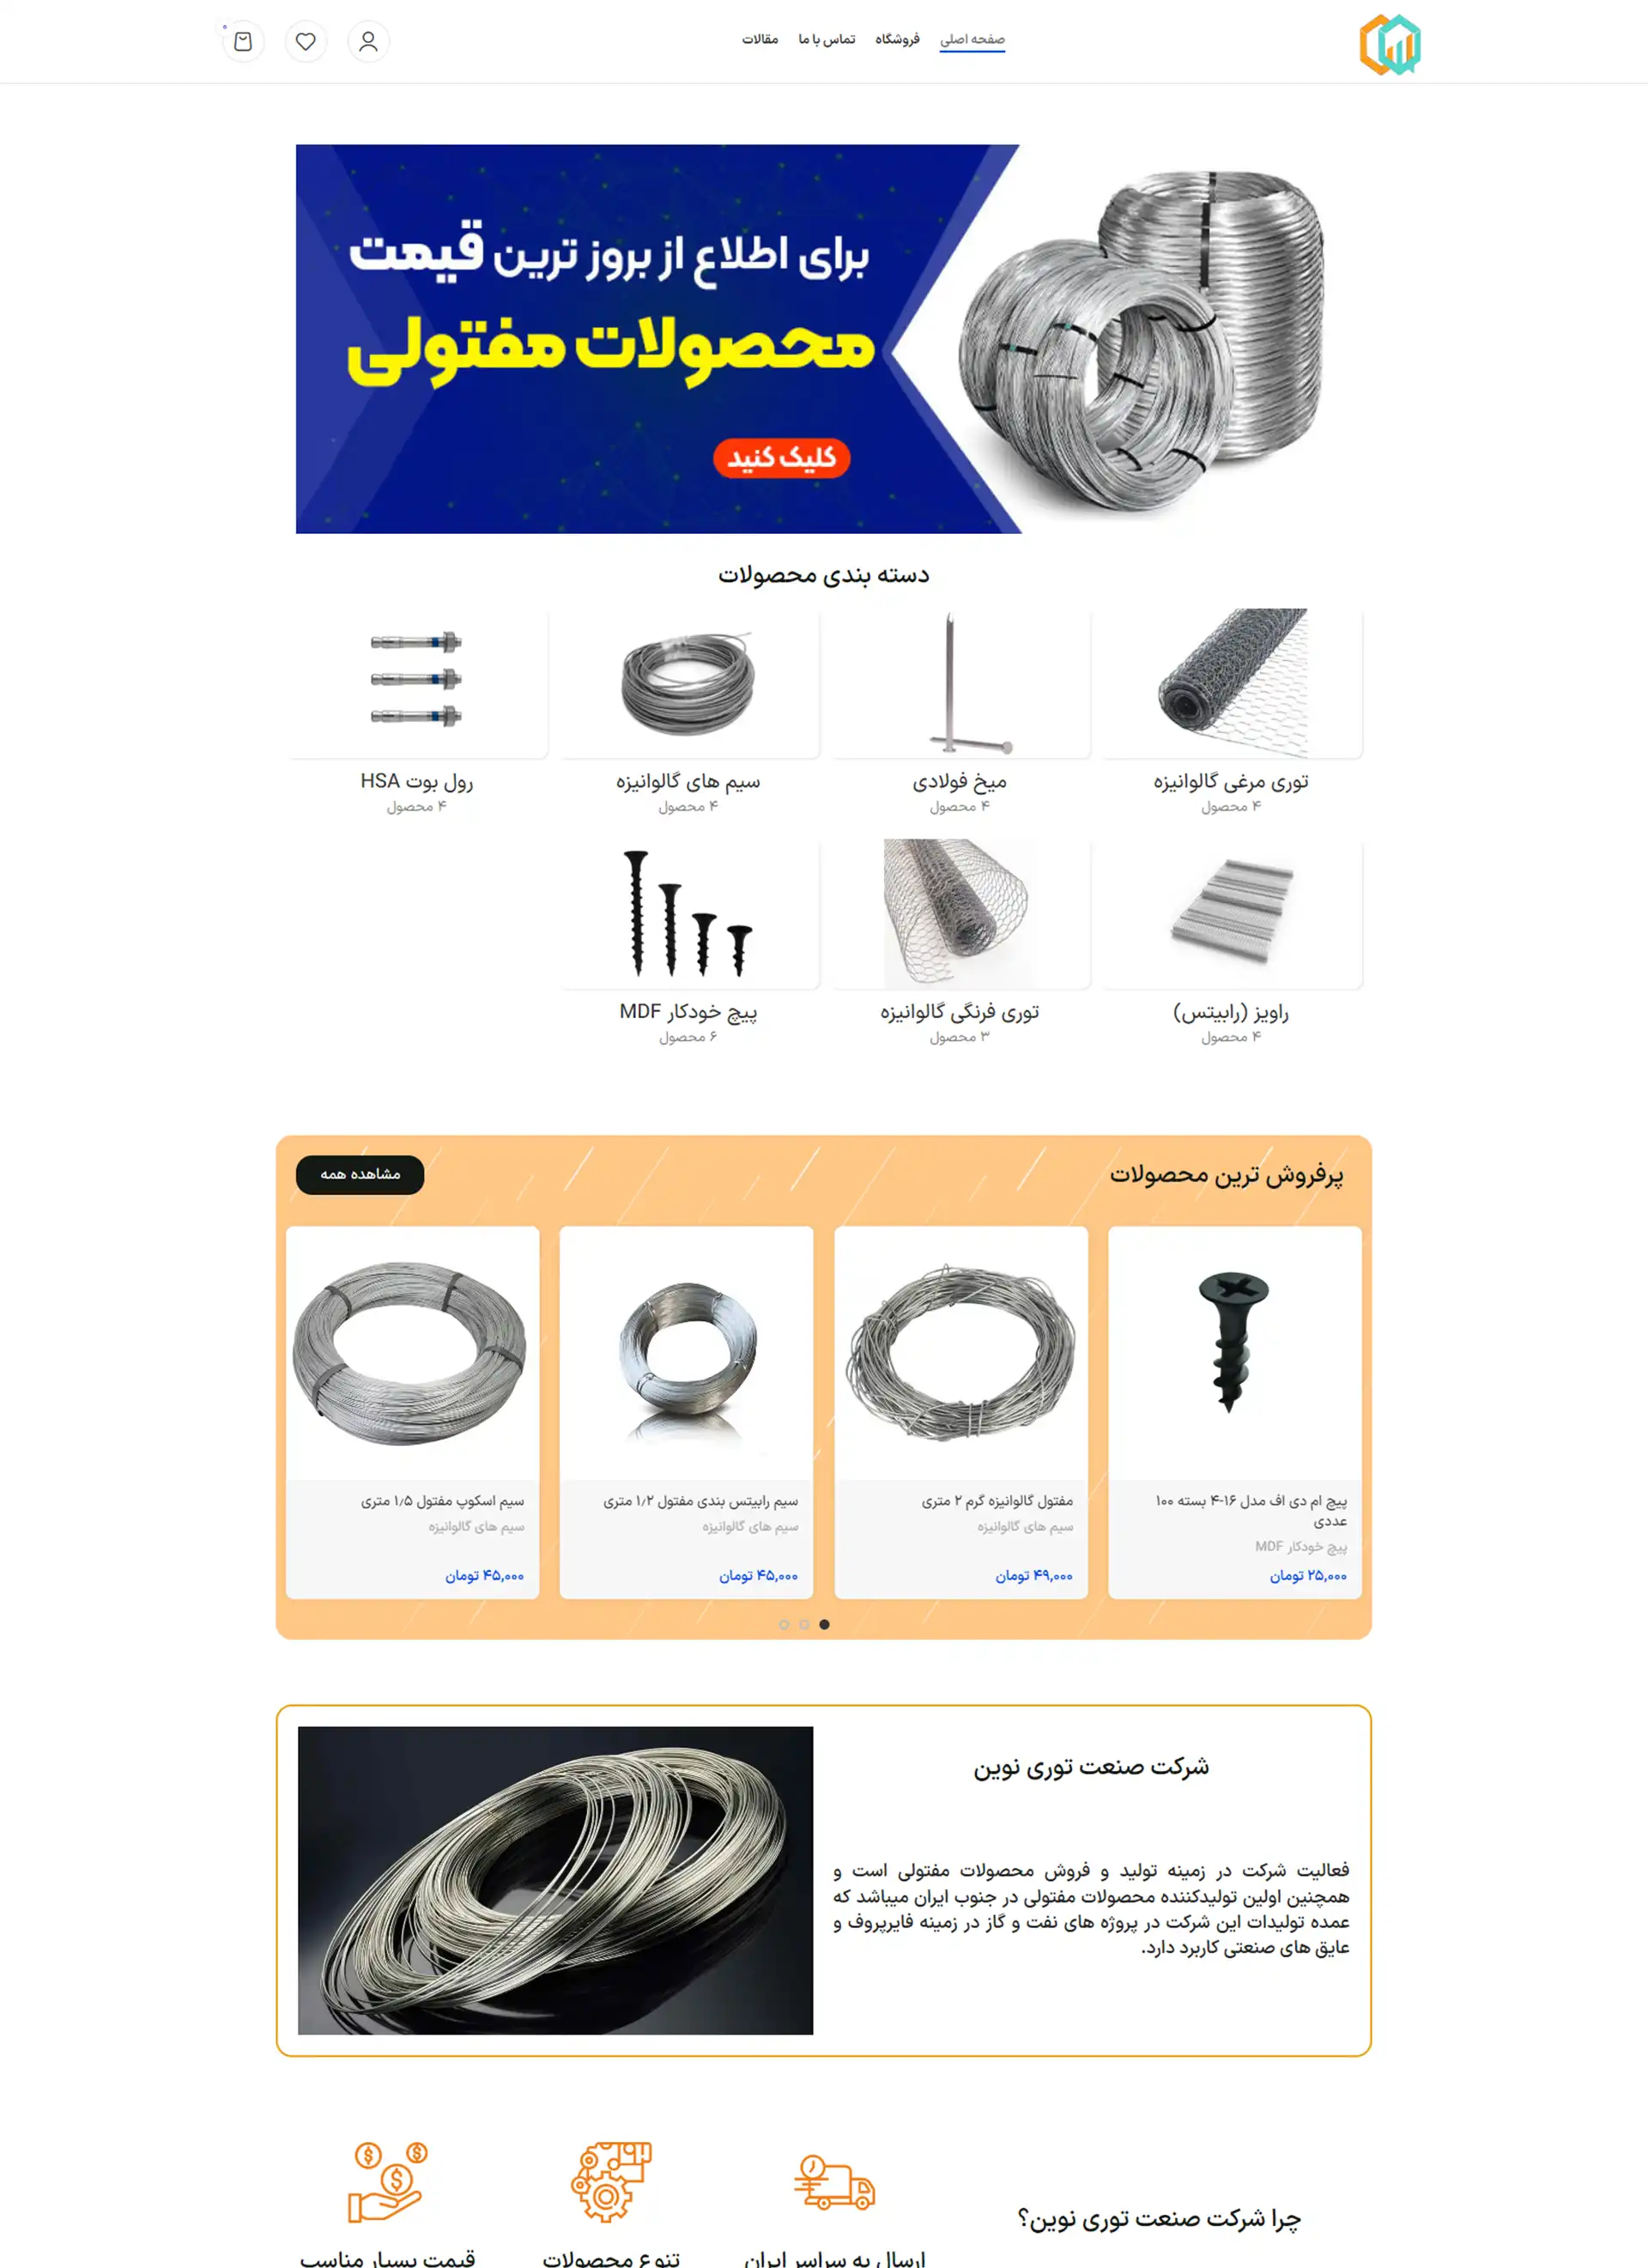 صفحه اصلی
فروشگاه
تماس با ما
مقالات
۰
برای اطلاع از بروز ترین قیمت
محصولات مفتولی
کلیک کنید
دسته بندی محصولات
توری مرغی گالوانیزه
۴ محصول
میخ فولادی
۴ محصول
سیم های گالوانیزه
۴ محصول
رول بوت HSA
۴ محصول
راویز (رابیتس)
۴ محصول
توری فرنگی گالوانیزه
۳ محصول
پیچ خودکار MDF
۶ محصول
پرفروش ترین محصولات
مشاهده همه
پیچ ام دی اف مدل ۱۶-۴ بسته ۱۰۰
عددی
پیچ خودکار MDF
۲۵,۰۰۰ تومان
مفتول گالوانیزه گرم ۲ متری
سیم های گالوانیزه
۴۹,۰۰۰ تومان
سیم رابیتس بندی مفتول ۱/۲ متری
سیم های گالوانیزه
۴۵,۰۰۰ تومان
سیم اسکوپ مفتول ۱/۵ متری
سیم های گالوانیزه
۴۵,۰۰۰ تومان
شرکت صنعت توری نوین
فعالیت شرکت در زمینه تولید و فروش محصولات مفتولی است و
همچنین اولین تولیدکننده محصولات مفتولی در جنوب ایران میباشد که
عمده تولیدات این شرکت در پروژه های نفت و گاز در زمینه فایرپروف و
عایق های صنعتی کاربرد دارد.
چرا شرکت صنعت توری نوین؟
ارسال به سراسر ایران
تنوع محصولات
قیمت بسیار مناسب